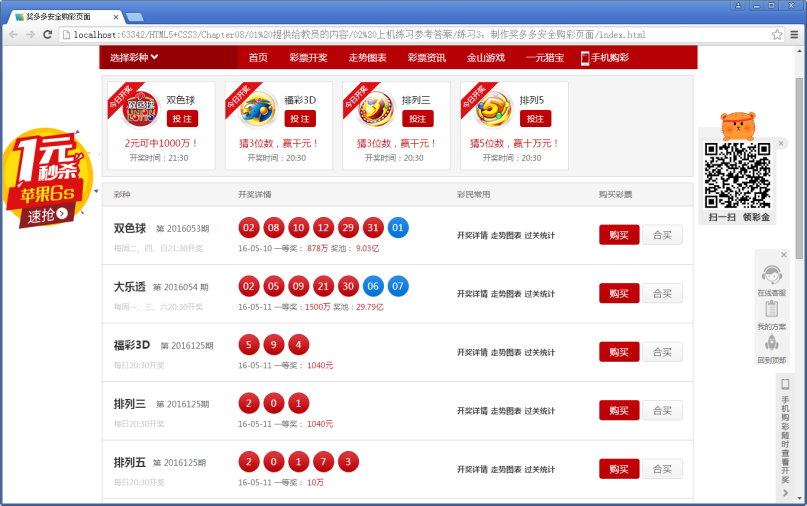 奖多多安全购彩页面
localhost:63342/HTML5+CSS3/Chapter08/01%20提供给教员的内容/02%20上机练习参考答案/练习3：制作奖多多安全购彩页面/index.html
选择彩种 首页 彩票开奖 走势图表 彩票资讯 金山游戏 一元猎宝 手机购彩
今日开奖 双色球 投 注
2元可中1000万！
开奖时间：21:30
今日开奖 福彩3D 投 注
猜3位数，赢千元！
开奖时间：20:30
今日开奖 排列三 投注
猜3位数，赢千元！
开奖时间：20:30
今日开奖 排列5 投注
猜5位数，赢十万元！
开奖时间：20:30
1元
秒杀
苹果6s
速抢
彩种 开奖详情 彩民常用 购买彩票
双色球 第 2016053期 02 08 10 12 29 31 01 开奖详情 走势图表 过关统计 购买 合买
每周二、四、日21:30开奖 16-05-10 一等奖： 878万 奖池： 9.03亿
大乐透 第 2016054 期 02 05 09 21 30 06 07 开奖详情 走势图表 过关统计 购买 合买
每周一、三、六20:30开奖 16-05-11 一等奖：1500万 奖池：29.79亿
福彩3D 第 2016125期 5 9 4 开奖详情 走势图表 过关统计 购买 合买
每日20:30开奖 16-05-11 一等奖： 1040元
排列三 第 2016125期 2 0 1 开奖详情 走势图表 过关统计 购买 合买
每日20:30开奖 16-05-11 一等奖： 1040元
排列五 第 2016125期 2 0 1 7 3 开奖详情 走势图表 过关统计 购买 合买
每日20:30开奖 16-05-11 一等奖： 10万
扫一扫 领彩金
在线客服
我的方案
回到顶部
手机购彩随时查看开奖